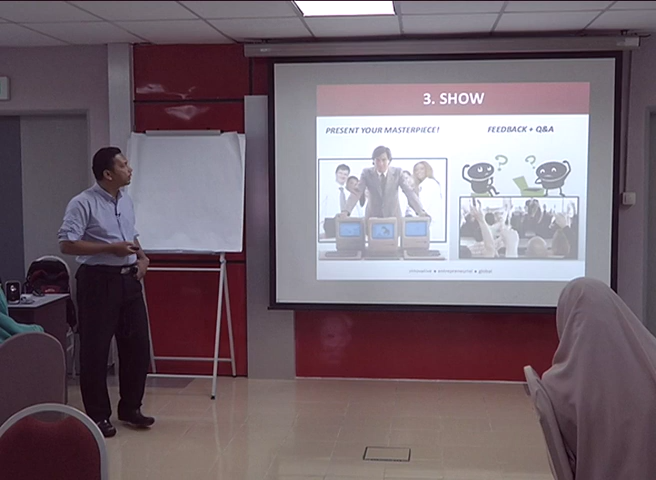 3. SHOW
PRESENT YOUR MASTERPIECE!
FEEDBACK + Q&A
innovative ● entrepreneurial ● global